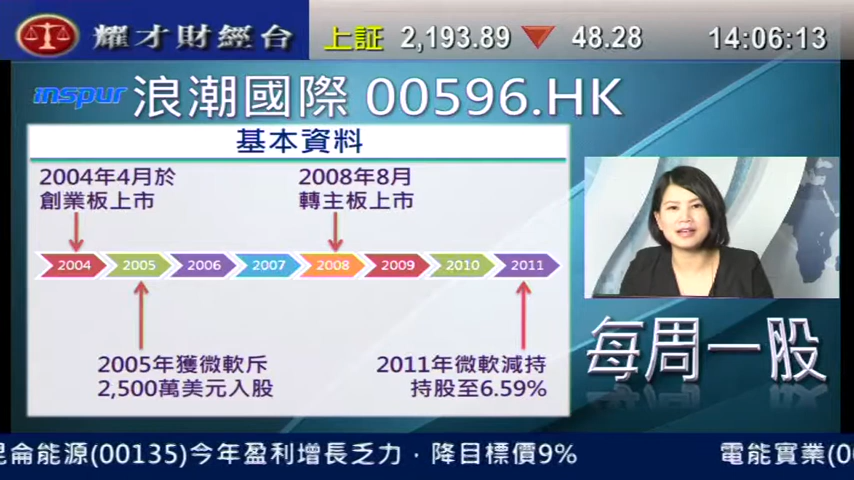 耀才財經台
上証 2,193.89 48.28
14:06:13
inspur 浪潮國際 00596.HK
基本資料
2004年4月於
創業板上市
2008年8月
轉主板上市
2004 2005 2006 2007 2008 2009 2010 2011
2005年獲微軟斥
2,500萬美元入股
2011年微軟減持
持股至6.59%
每周一股
昆侖能源(00135)今年盈利增長乏力，降目標價9%
電能實業(00